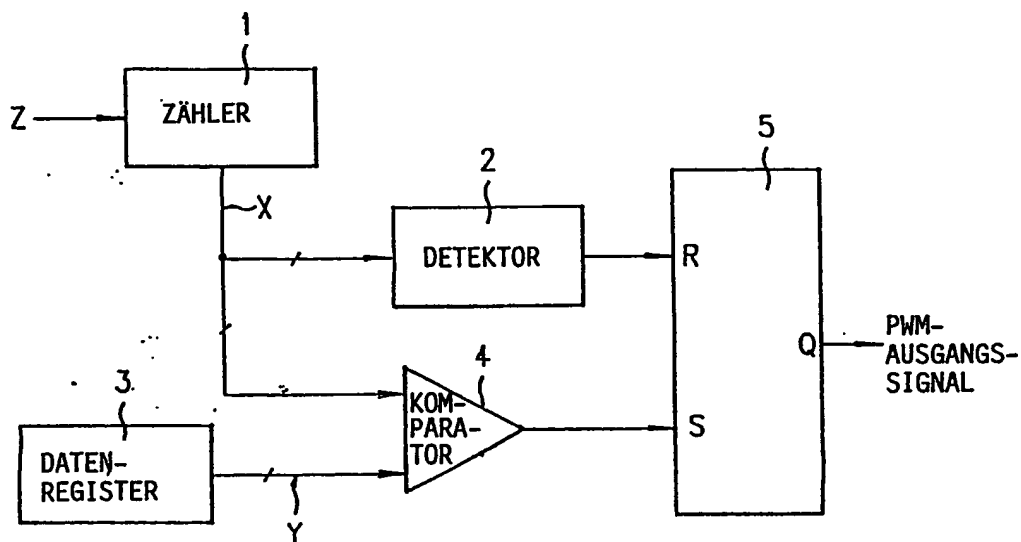 1
Z
ZÄHLER
X
2
DETEKTOR
5
R
Q
PWM-
AUSGANGS-
SIGNAL
3
DATEN-
REGISTER
Y
4
KOM-
PARA-
TOR
S